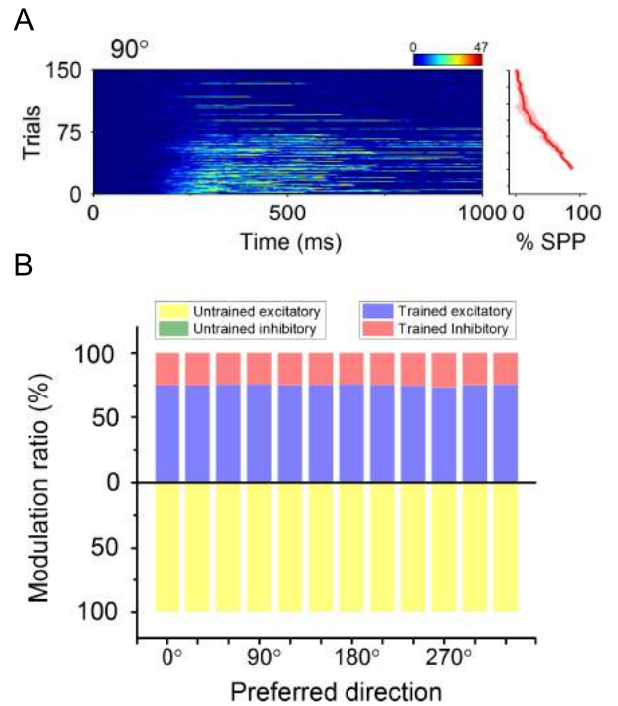 A
90°
0 47
150
75
0
Trials
0 500 1000
Time (ms)
0 100
% SPP
B
Untrained excitatory
Untrained inhibitory
Trained excitatory
Trained Inhibitory
100
50
0
50
100
Modulation ratio (%)
0° 90° 180° 270°
Preferred direction